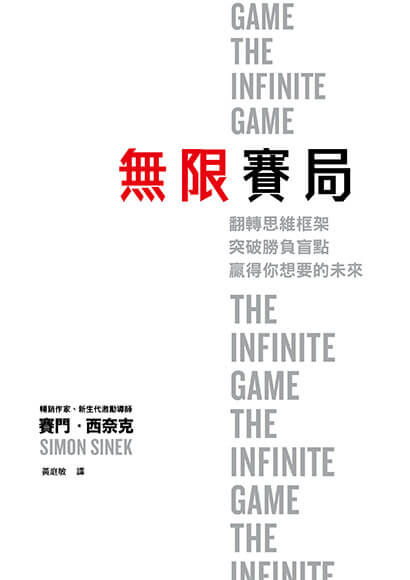 GAME
THE
INFINITE
GAME
無限賽局
翻轉思維框架
突破勝負盲點
贏得你想要的未來
THE
INFINITE
GAME
THE
INFINITE
GAME
THE
INFINITE
暢銷作家、新生代激勵導師
賽門・西奈克
SIMON SINEK
黃庭敏 譯